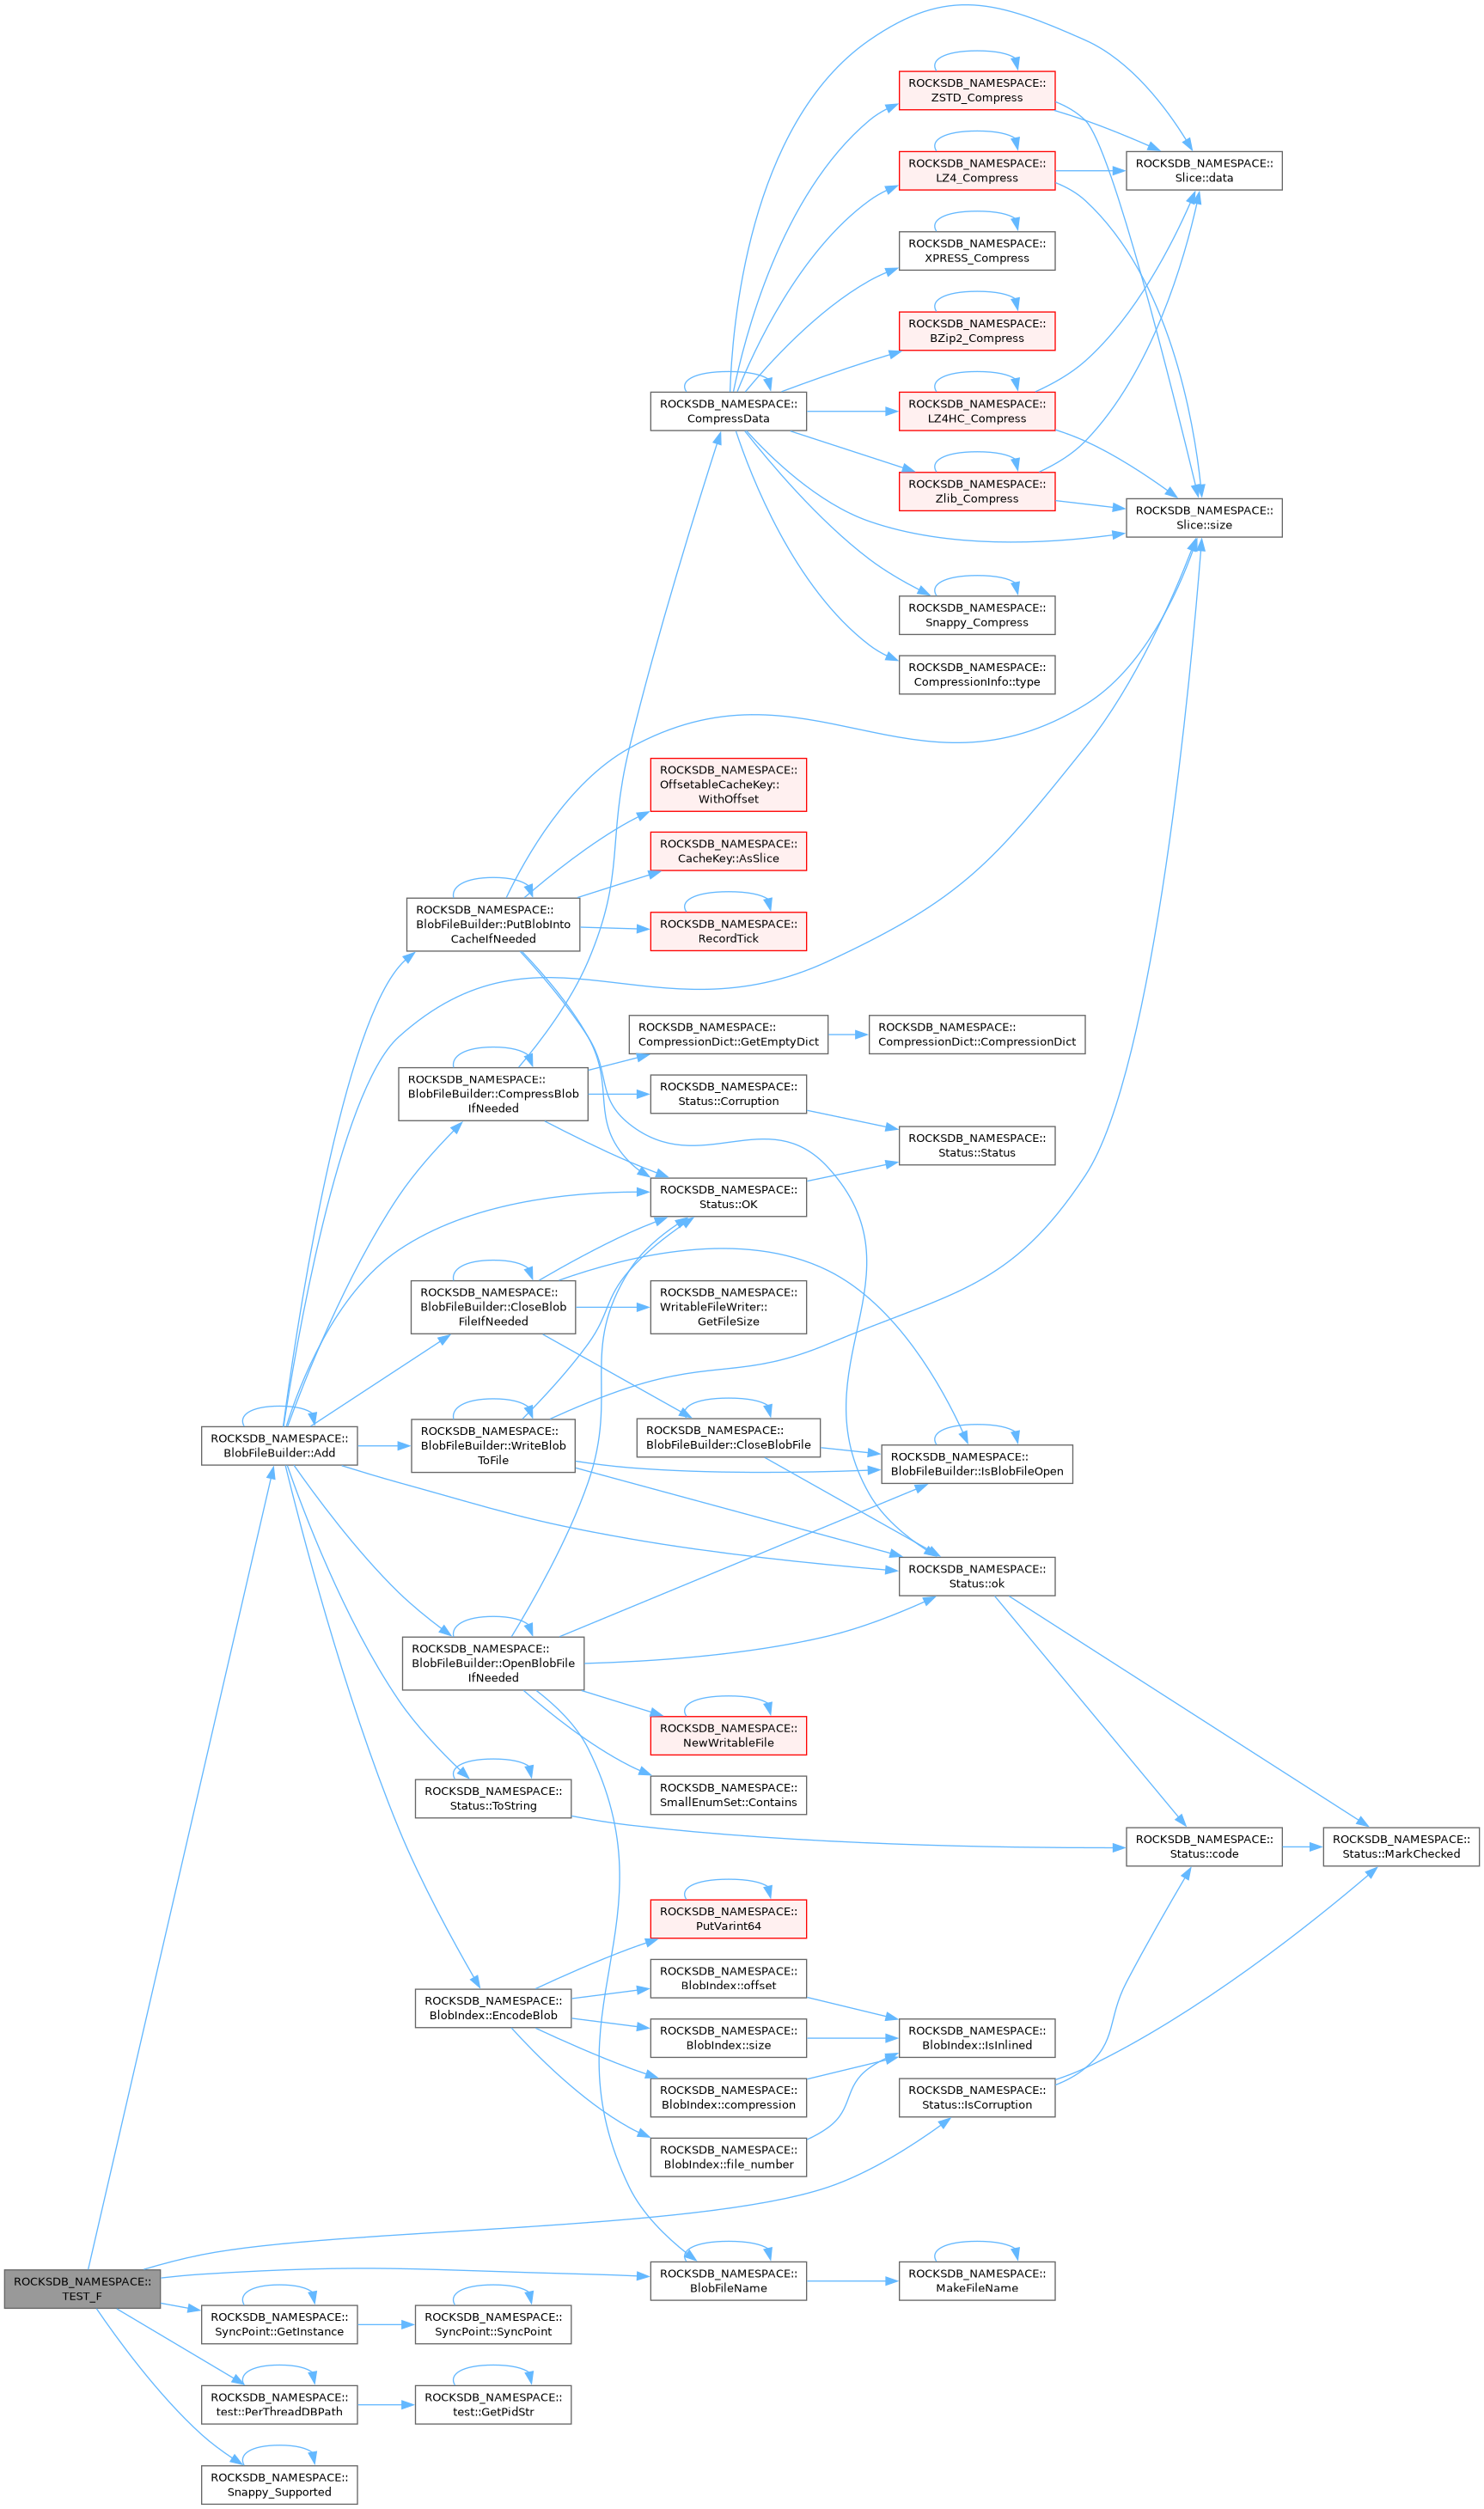 ROCKSDB_NAMESPACE::
ZSTD_Compress
ROCKSDB_NAMESPACE::
LZ4_Compress
ROCKSDB_NAMESPACE::
Slice::data
ROCKSDB_NAMESPACE::
XPRESS_Compress
ROCKSDB_NAMESPACE::
BZip2_Compress
ROCKSDB_NAMESPACE::
CompressData
ROCKSDB_NAMESPACE::
LZ4HC_Compress
ROCKSDB_NAMESPACE::
Zlib_Compress
ROCKSDB_NAMESPACE::
Slice::size
ROCKSDB_NAMESPACE::
Snappy_Compress
ROCKSDB_NAMESPACE::
CompressionInfo::type
ROCKSDB_NAMESPACE::
OffsetableCacheKey::
WithOffset
ROCKSDB_NAMESPACE::
CacheKey::AsSlice
ROCKSDB_NAMESPACE::
BlobFileBuilder::PutBlobInto
CacheIfNeeded
ROCKSDB_NAMESPACE::
RecordTick
ROCKSDB_NAMESPACE::
CompressionDict::GetEmptyDict
ROCKSDB_NAMESPACE::
CompressionDict::CompressionDict
ROCKSDB_NAMESPACE::
BlobFileBuilder::CompressBlob
IfNeeded
ROCKSDB_NAMESPACE::
Status::Corruption
ROCKSDB_NAMESPACE::
Status::Status
ROCKSDB_NAMESPACE::
Status::OK
ROCKSDB_NAMESPACE::
BlobFileBuilder::CloseBlob
FileIfNeeded
ROCKSDB_NAMESPACE::
WritableFileWriter::
GetFileSize
ROCKSDB_NAMESPACE::
BlobFileBuilder::Add
ROCKSDB_NAMESPACE::
BlobFileBuilder::WriteBlob
ToFile
ROCKSDB_NAMESPACE::
BlobFileBuilder::CloseBlobFile
ROCKSDB_NAMESPACE::
BlobFileBuilder::IsBlobFileOpen
ROCKSDB_NAMESPACE::
Status::ok
ROCKSDB_NAMESPACE::
BlobFileBuilder::OpenBlobFile
IfNeeded
ROCKSDB_NAMESPACE::
NewWritableFile
ROCKSDB_NAMESPACE::
SmallEnumSet::Contains
ROCKSDB_NAMESPACE::
Status::ToString
ROCKSDB_NAMESPACE::
Status::code
ROCKSDB_NAMESPACE::
Status::MarkChecked
ROCKSDB_NAMESPACE::
PutVarint64
ROCKSDB_NAMESPACE::
BlobIndex::offset
ROCKSDB_NAMESPACE::
BlobIndex::EncodeBlob
ROCKSDB_NAMESPACE::
BlobIndex::size
ROCKSDB_NAMESPACE::
BlobIndex::IsInlined
ROCKSDB_NAMESPACE::
BlobIndex::compression
ROCKSDB_NAMESPACE::
Status::IsCorruption
ROCKSDB_NAMESPACE::
BlobIndex::file_number
ROCKSDB_NAMESPACE::
TEST_F
ROCKSDB_NAMESPACE::
BlobFileName
ROCKSDB_NAMESPACE::
MakeFileName
ROCKSDB_NAMESPACE::
SyncPoint::GetInstance
ROCKSDB_NAMESPACE::
SyncPoint::SyncPoint
ROCKSDB_NAMESPACE::
test::PerThreadDBPath
ROCKSDB_NAMESPACE::
test::GetPidStr
ROCKSDB_NAMESPACE::
Snappy_Supported